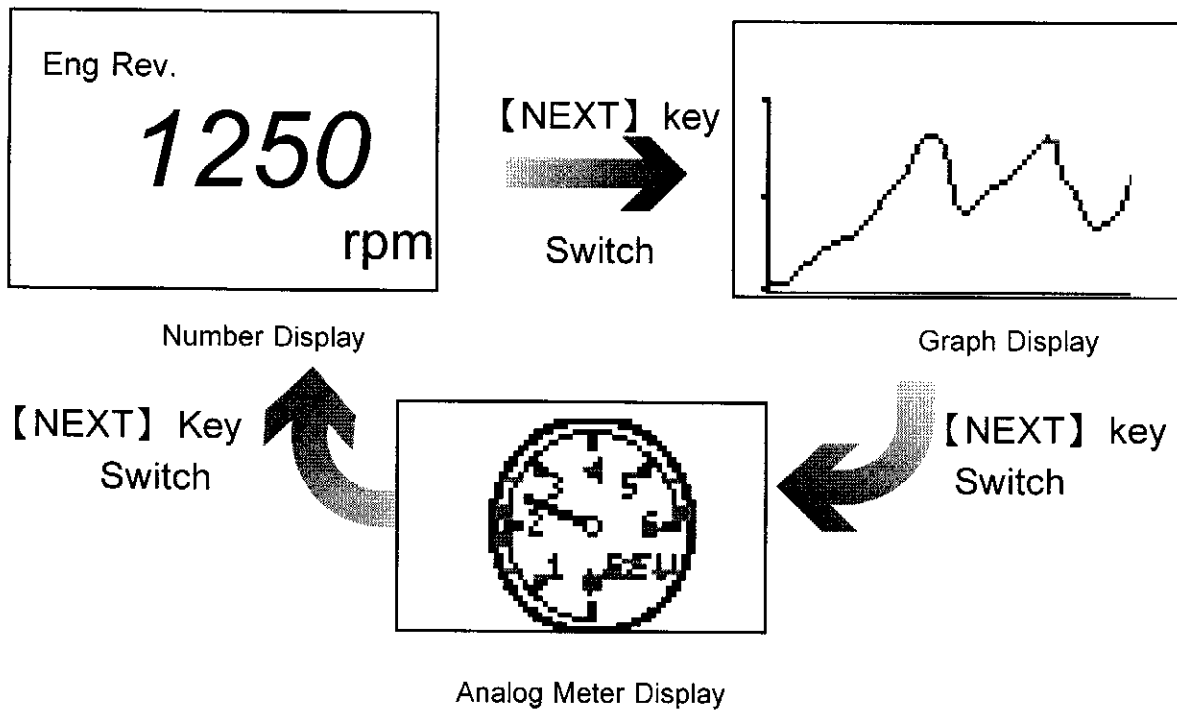 Eng Rev.
1250
rpm
【NEXT】 key
Switch
Number Display
Graph Display
【NEXT】 Key
Switch
【NEXT】 key
Switch
3 4 5
2 6
1 REV
Analog Meter Display